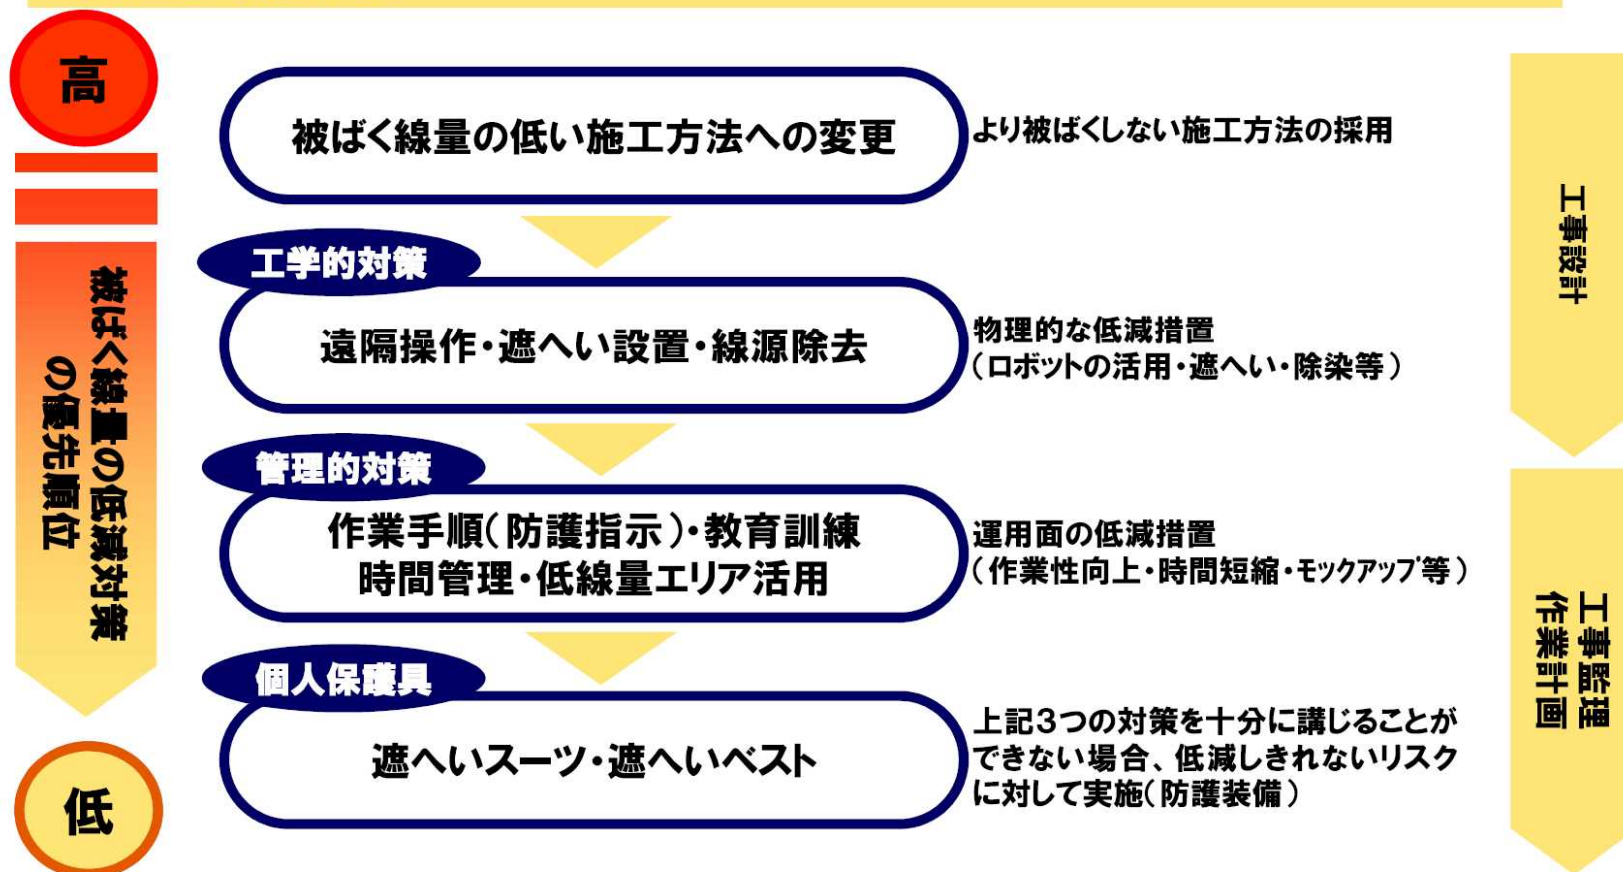 高
被ばく線量の低減対策
の優先順位
低
被ばく線量の低い施工方法への変更
より被ばくしない施工方法の採用
工学的対策
遠隔操作・遮へい設置・線源除去
物理的な低減措置
（ロボットの活用・遮へい・除染等）
管理的対策
作業手順（防護指示）・教育訓練
時間管理・低線量エリア活用
運用面の低減措置
（作業性向上・時間短縮・モックアップ等）
個人保護具
遮へいスーツ・遮へいベスト
上記３つの対策を十分に講じることが
できない場合、低減しきれないリスク
に対して実施（防護装備）
工事設計
工事監理
作業計画